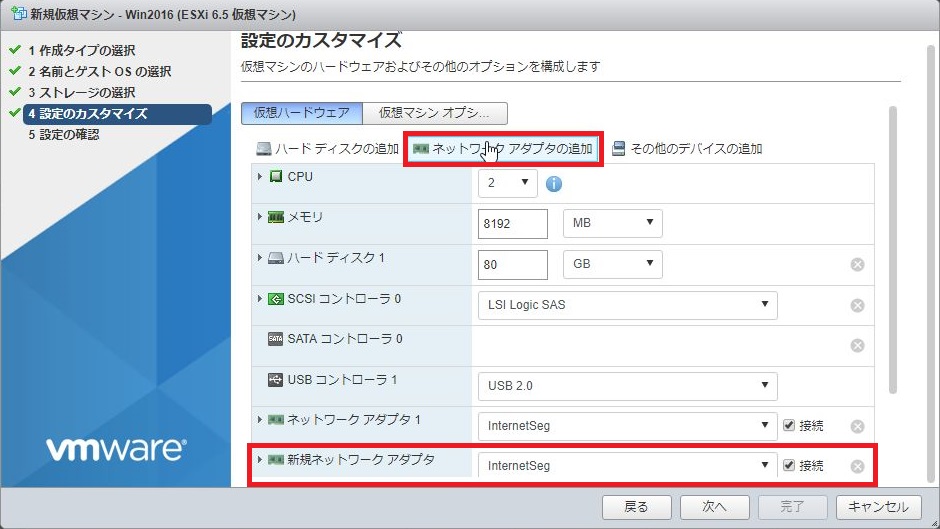 新規仮想マシン - Win2016 (ESXi 6.5 仮想マシン)
1 作成タイプの選択
2 名前とゲスト OS の選択
3 ストレージの選択
4 設定のカスタマイズ
5 設定の確認
vmware®
設定のカスタマイズ
仮想マシンのハードウェアおよびその他のオプションを構成します
仮想ハードウェア 仮想マシン オプシ...
ハード ディスクの追加 ネットワーク アダプタの追加 その他のデバイスの追加
CPU 2
メモリ 8192 MB
ハード ディスク 1 80 GB
SCSI コントローラ 0 LSI Logic SAS
SATA SATA コントローラ 0
USB コントローラ 1 USB 2.0
ネットワーク アダプタ 1 InternetSeg 接続
新規ネットワーク アダプタ InternetSeg 接続
戻る 次へ 完了 キャンセル